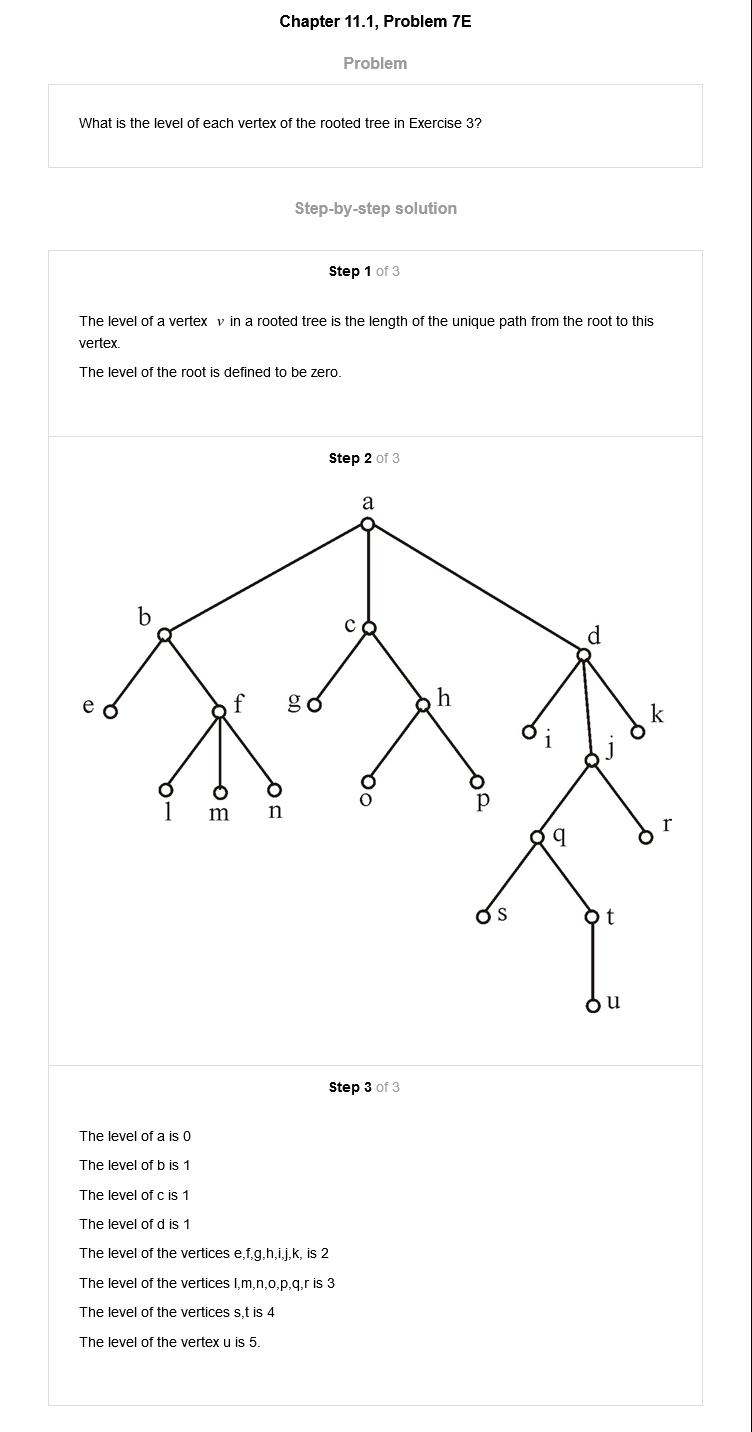 Chapter 11.1, Problem 7E
Problem
What is the level of each vertex of the rooted tree in Exercise 3?
Step-by-step solution
Step 1 of 3
The level of a vertex v in a rooted tree is the length of the unique path from the root to this
vertex.
The level of the root is defined to be zero.
Step 2 of 3
a
b
c
d
e
f
g
h
i
j
k
l
m
n
o
p
q
r
s
t
u
Step 3 of 3
The level of a is 0
The level of b is 1
The level of c is 1
The level of d is 1
The level of the vertices e,f,g,h,i,j,k, is 2
The level of the vertices l,m,n,o,p,q,r is 3
The level of the vertices s,t is 4
The level of the vertex u is 5.